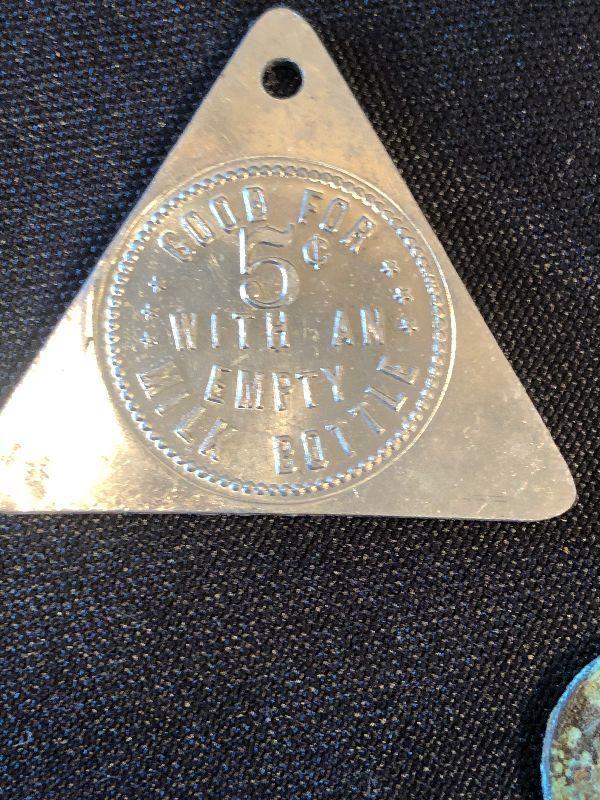 GOOD FOR
5¢
WITH AN
EMPTY
MILK BOTTLE